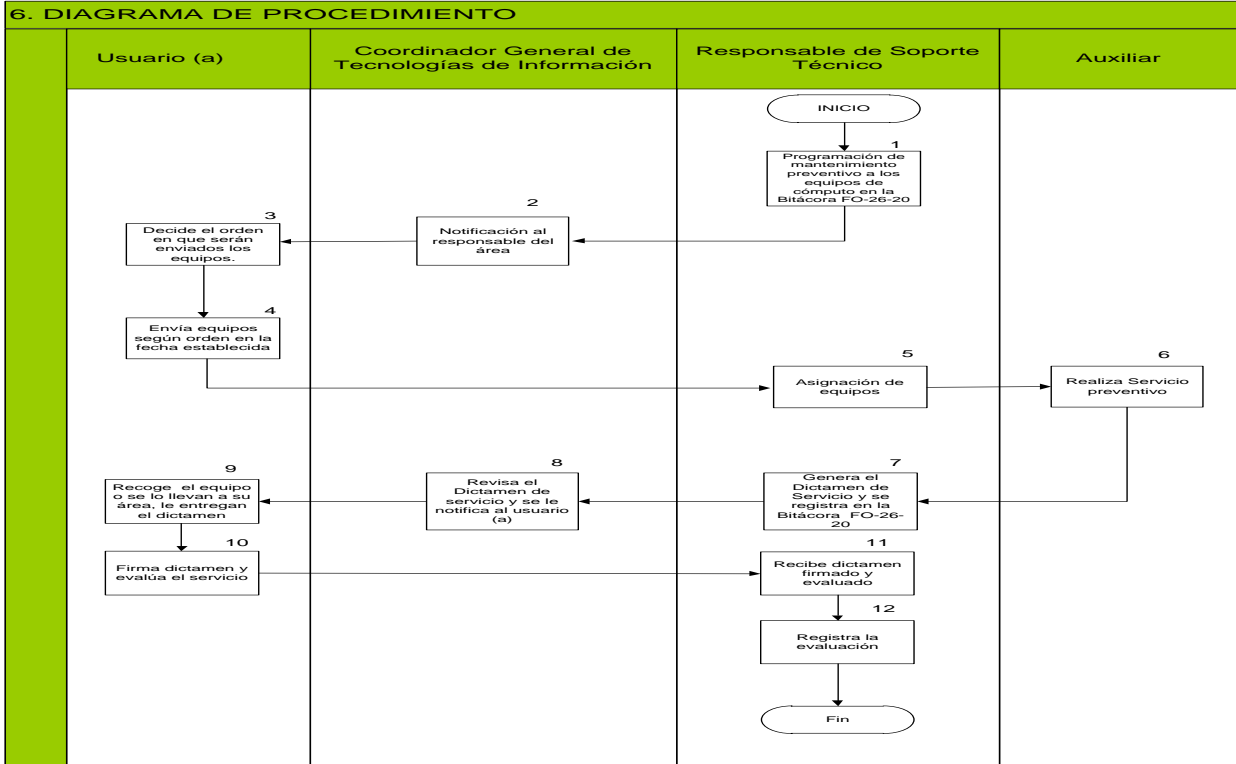 6. DIAGRAMA DE PROCEDIMIENTO
Usuario (a)
Coordinador General de
Tecnologías de Información
Responsable de Soporte
Técnico
Auxiliar
INICIO
1
Programación de
mantenimiento
preventivo a los
equipos de
cómputo en la
Bitácora FO-26-20
2
Notificación al
responsable del
área
3
Decide el orden
en que serán
enviados los
equipos.
4
Envía equipos
según orden en la
fecha establecida
5
Asignación de
equipos
6
Realiza Servicio
preventivo
7
Genera el
Dictamen de
Servicio y se
registra en la
Bitácora FO-26-
20
8
Revisa el
Dictamen de
servicio y se le
notifica al usuario
(a)
9
Recoge el equipo
o se lo llevan a su
área, le entregan
el dictamen
10
Firma dictamen y
evalúa el servicio
11
Recibe dictamen
firmado y
evaluado
12
Registra la
evaluación
Fin